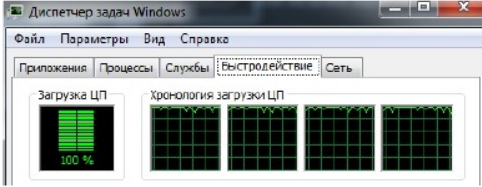 Диспетчер задач Windows
Файл Параметры Вид Справка
Приложения Процессы Службы Быстродействие Сеть
Загрузка ЦП Хронология загрузки ЦП
100 %